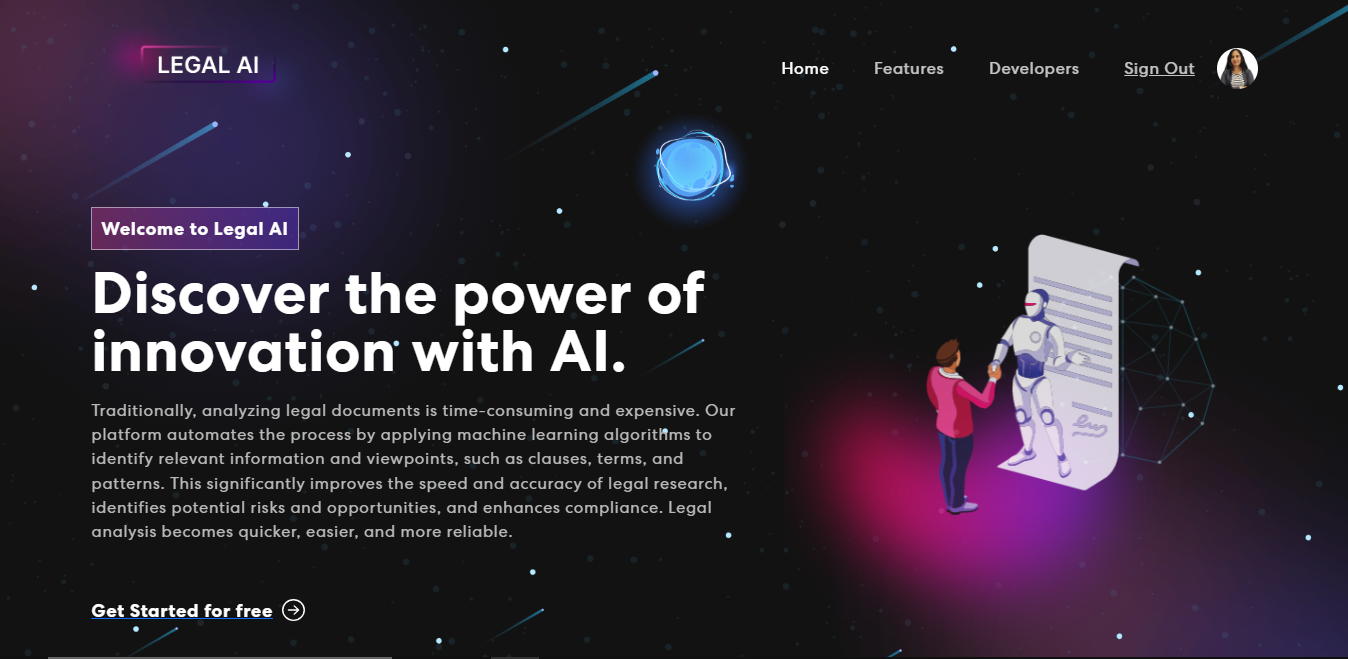 LEGAL AI
Home
Features
Developers
Sign Out
Welcome to Legal AI
Discover the power of
innovation with AI.
Traditionally, analyzing legal documents is time-consuming and expensive. Our
platform automates the process by applying machine learning algorithms to
identify relevant information and viewpoints, such as clauses, terms, and
patterns. This significantly improves the speed and accuracy of legal research,
identifies potential risks and opportunities, and enhances compliance. Legal
analysis becomes quicker, easier, and more reliable.
Get Started for free